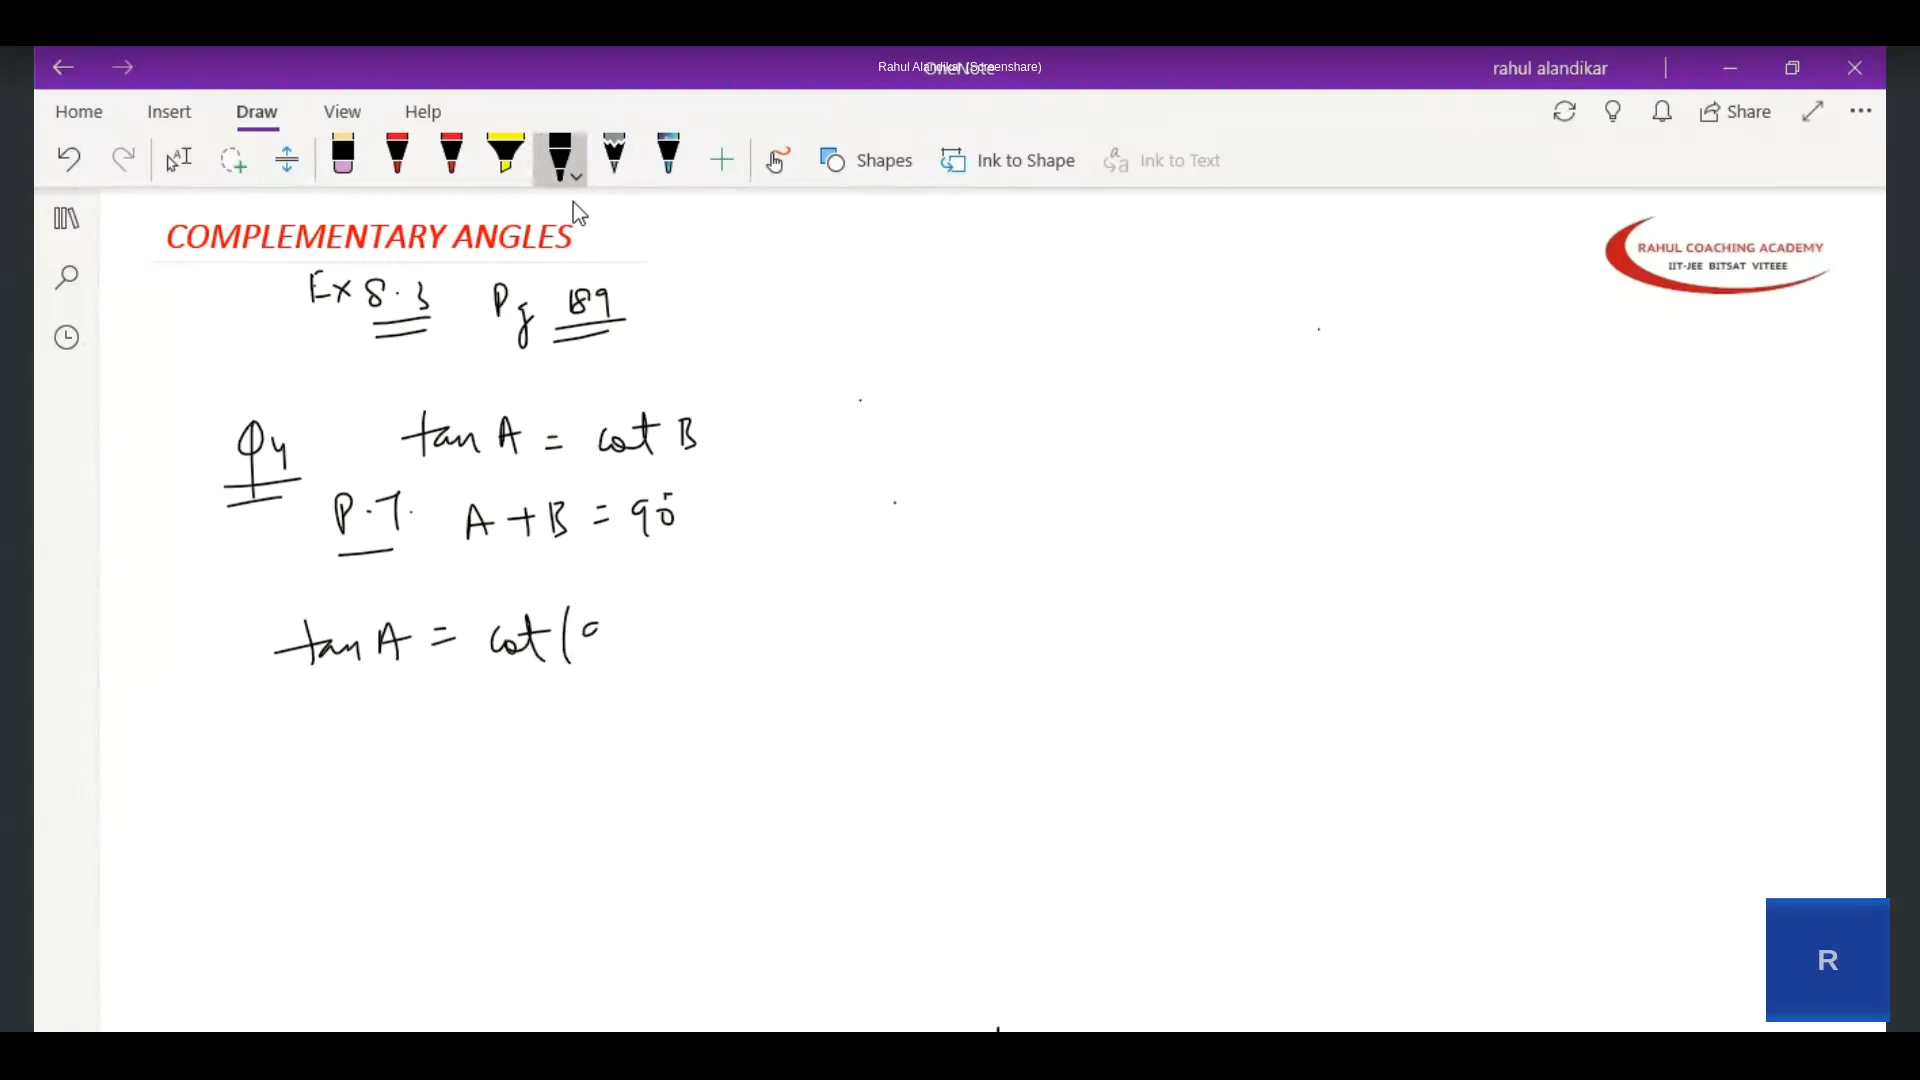 Rahul Alandikar (Screenshare)
rahul alandikar
Home Insert Draw View Help
Share
Shapes Ink to Shape Ink to Text
COMPLEMENTARY ANGLES
RAHUL COACHING ACADEMY
IIT-JEE BITSAT VITEEE
Ex 8.3 Pg 189
Q4 tan A = cot B
P.T. A + B = 90°
tan A = cot (
R